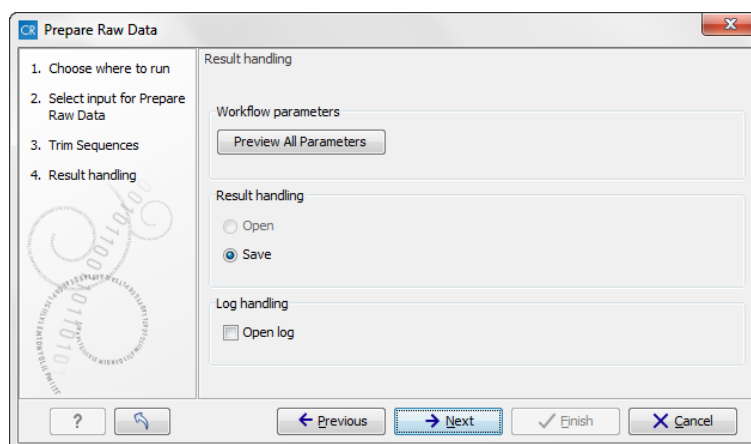 CR Prepare Raw Data
X
1. Choose where to run
2. Select input for Prepare
Raw Data
3. Trim Sequences
4. Result handling
Result handling
Workflow parameters
Preview All Parameters
Result handling
Open
Save
Log handling
Open log
? Previous Next Finish Cancel